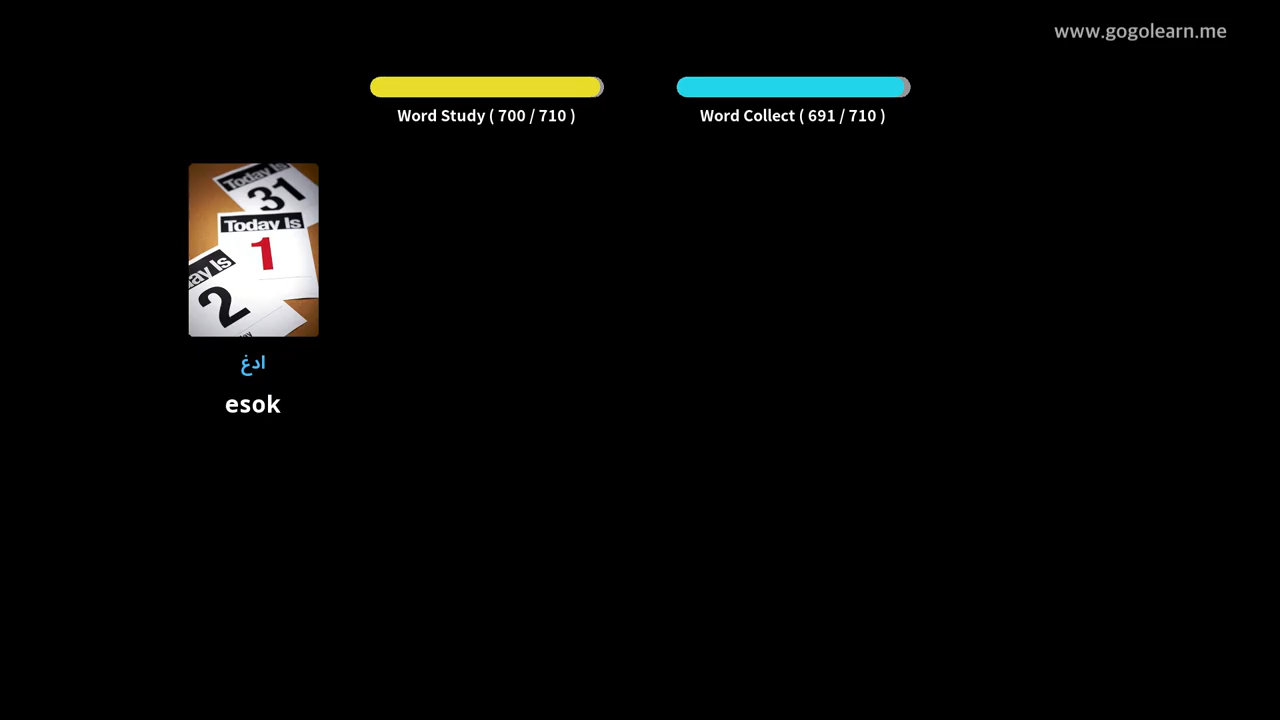 www.gogolearn.me
Word Study ( 700 / 710 )
Word Collect ( 691 / 710 )
Today Is
31
Today Is
1
ay Is
2
ادغ
esok